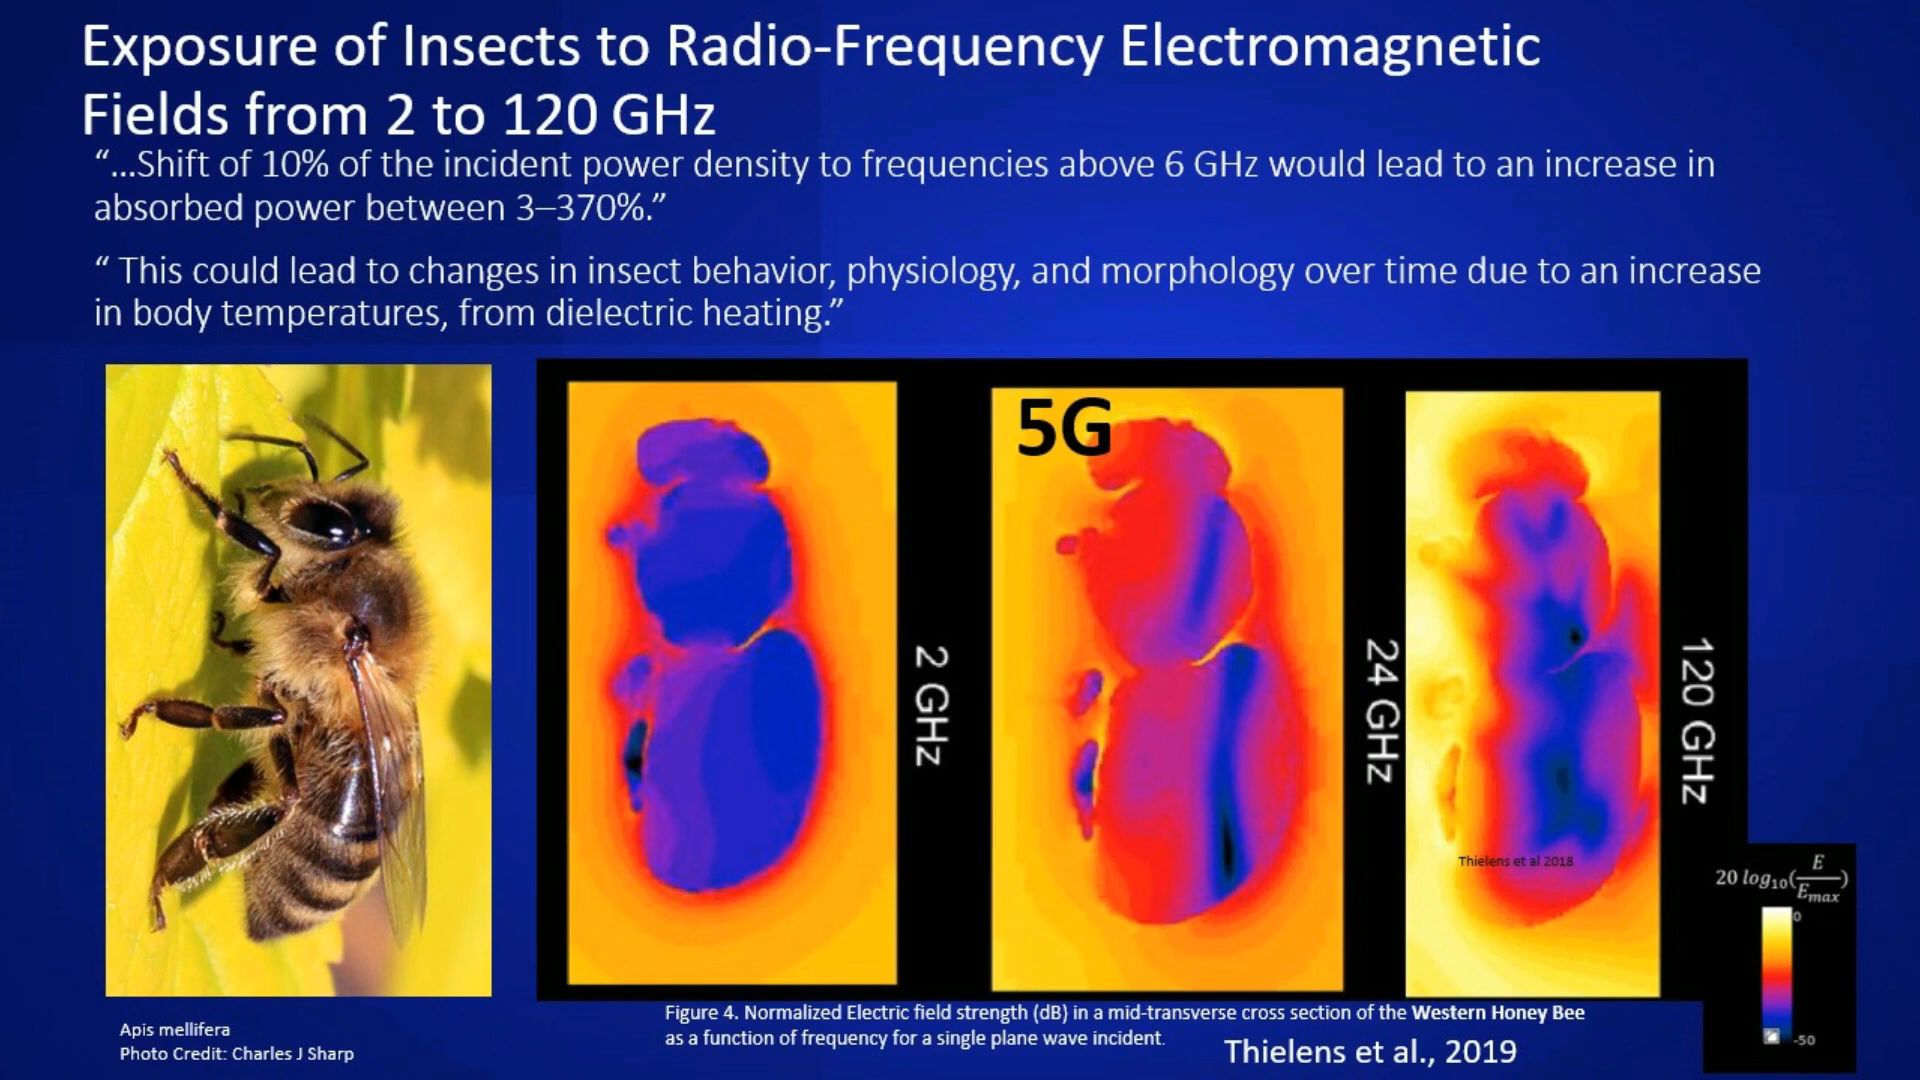 Exposure of Insects to Radio-Frequency Electromagnetic
Fields from 2 to 120 GHz
“...Shift of 10% of the incident power density to frequencies above 6 GHz would lead to an increase in
absorbed power between 3–370%.”
“ This could lead to changes in insect behavior, physiology, and morphology over time due to an increase
in body temperatures, from dielectric heating.”
5G
2 GHz
24 GHz
120 GHz
Thielens et al 2018
20 log₁₀(E/Eₘₐₓ)
0
-50
Figure 4. Normalized Electric field strength (dB) in a mid-transverse cross section of the Western Honey Bee
as a function of frequency for a single plane wave incident.
Thielens et al., 2019
Apis mellifera
Photo Credit: Charles J Sharp